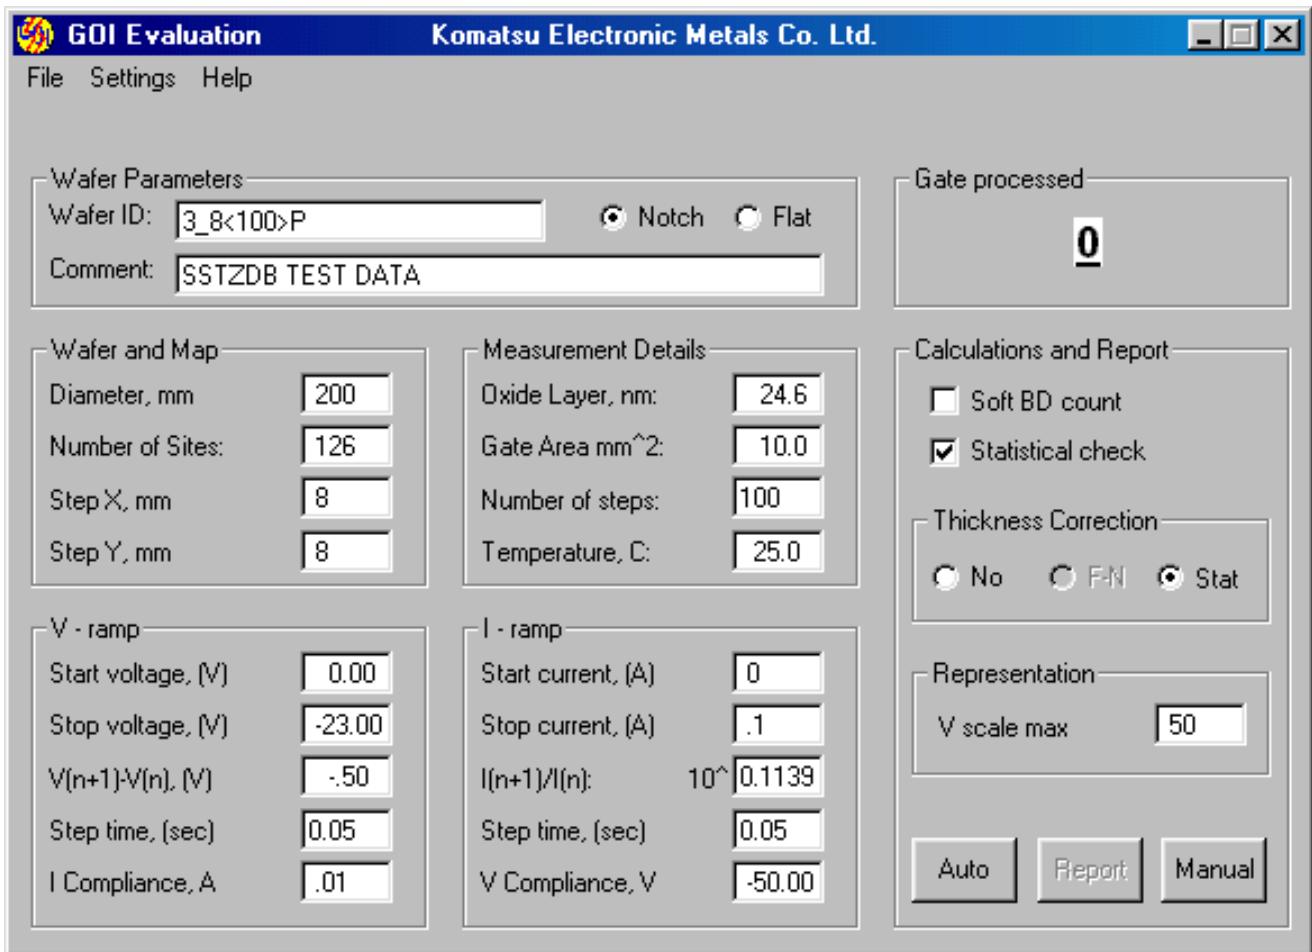 GOI Evaluation Komatsu Electronic Metals Co. Ltd.
File Settings Help
Wafer Parameters
Wafer ID: 3_8<100>P Notch Flat
Comment: SSTZDB TEST DATA
Gate processed
0
Wafer and Map
Diameter, mm 200
Number of Sites: 126
Step X, mm 8
Step Y, mm 8
Measurement Details
Oxide Layer, nm: 24.6
Gate Area mm^2: 10.0
Number of steps: 100
Temperature, C: 25.0
Calculations and Report
Soft BD count
Statistical check
Thickness Correction
No F-N Stat
V - ramp
Start voltage, (V) 0.00
Stop voltage, (V) -23.00
V(n+1)-V(n), (V) -.50
Step time, (sec) 0.05
I Compliance, A .01
I - ramp
Start current, (A) 0
Stop current, (A) .1
I(n+1)/I(n): 10^ 0.1139
Step time, (sec) 0.05
V Compliance, V -50.00
Representation
V scale max 50
Auto Report Manual